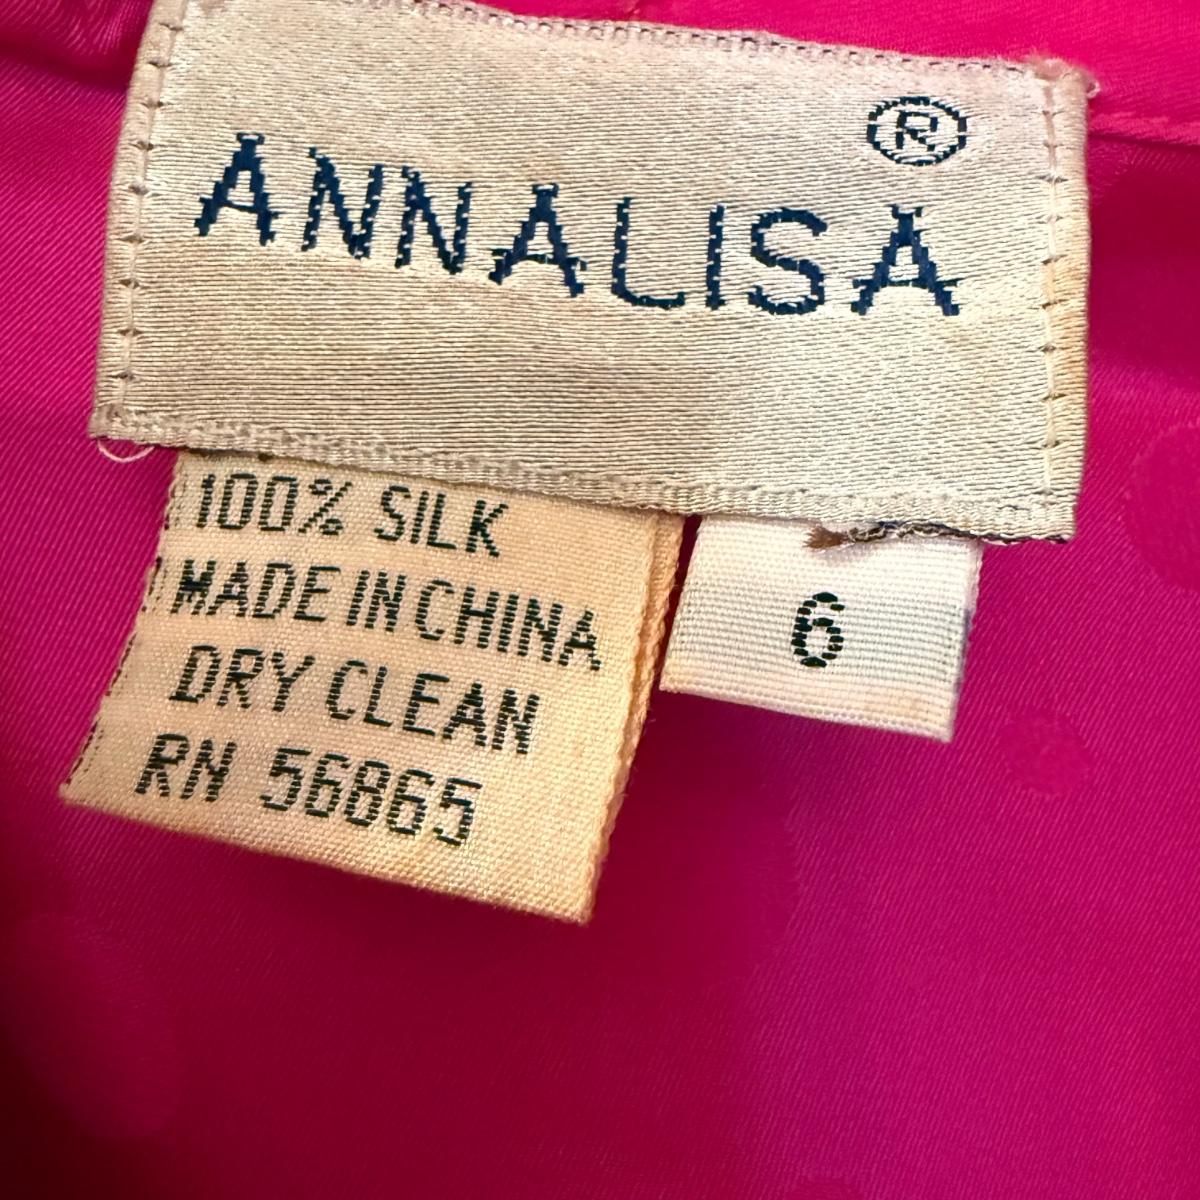 ANNALISA ®
100% SILK
MADE IN CHINA
DRY CLEAN
RN 56865
6